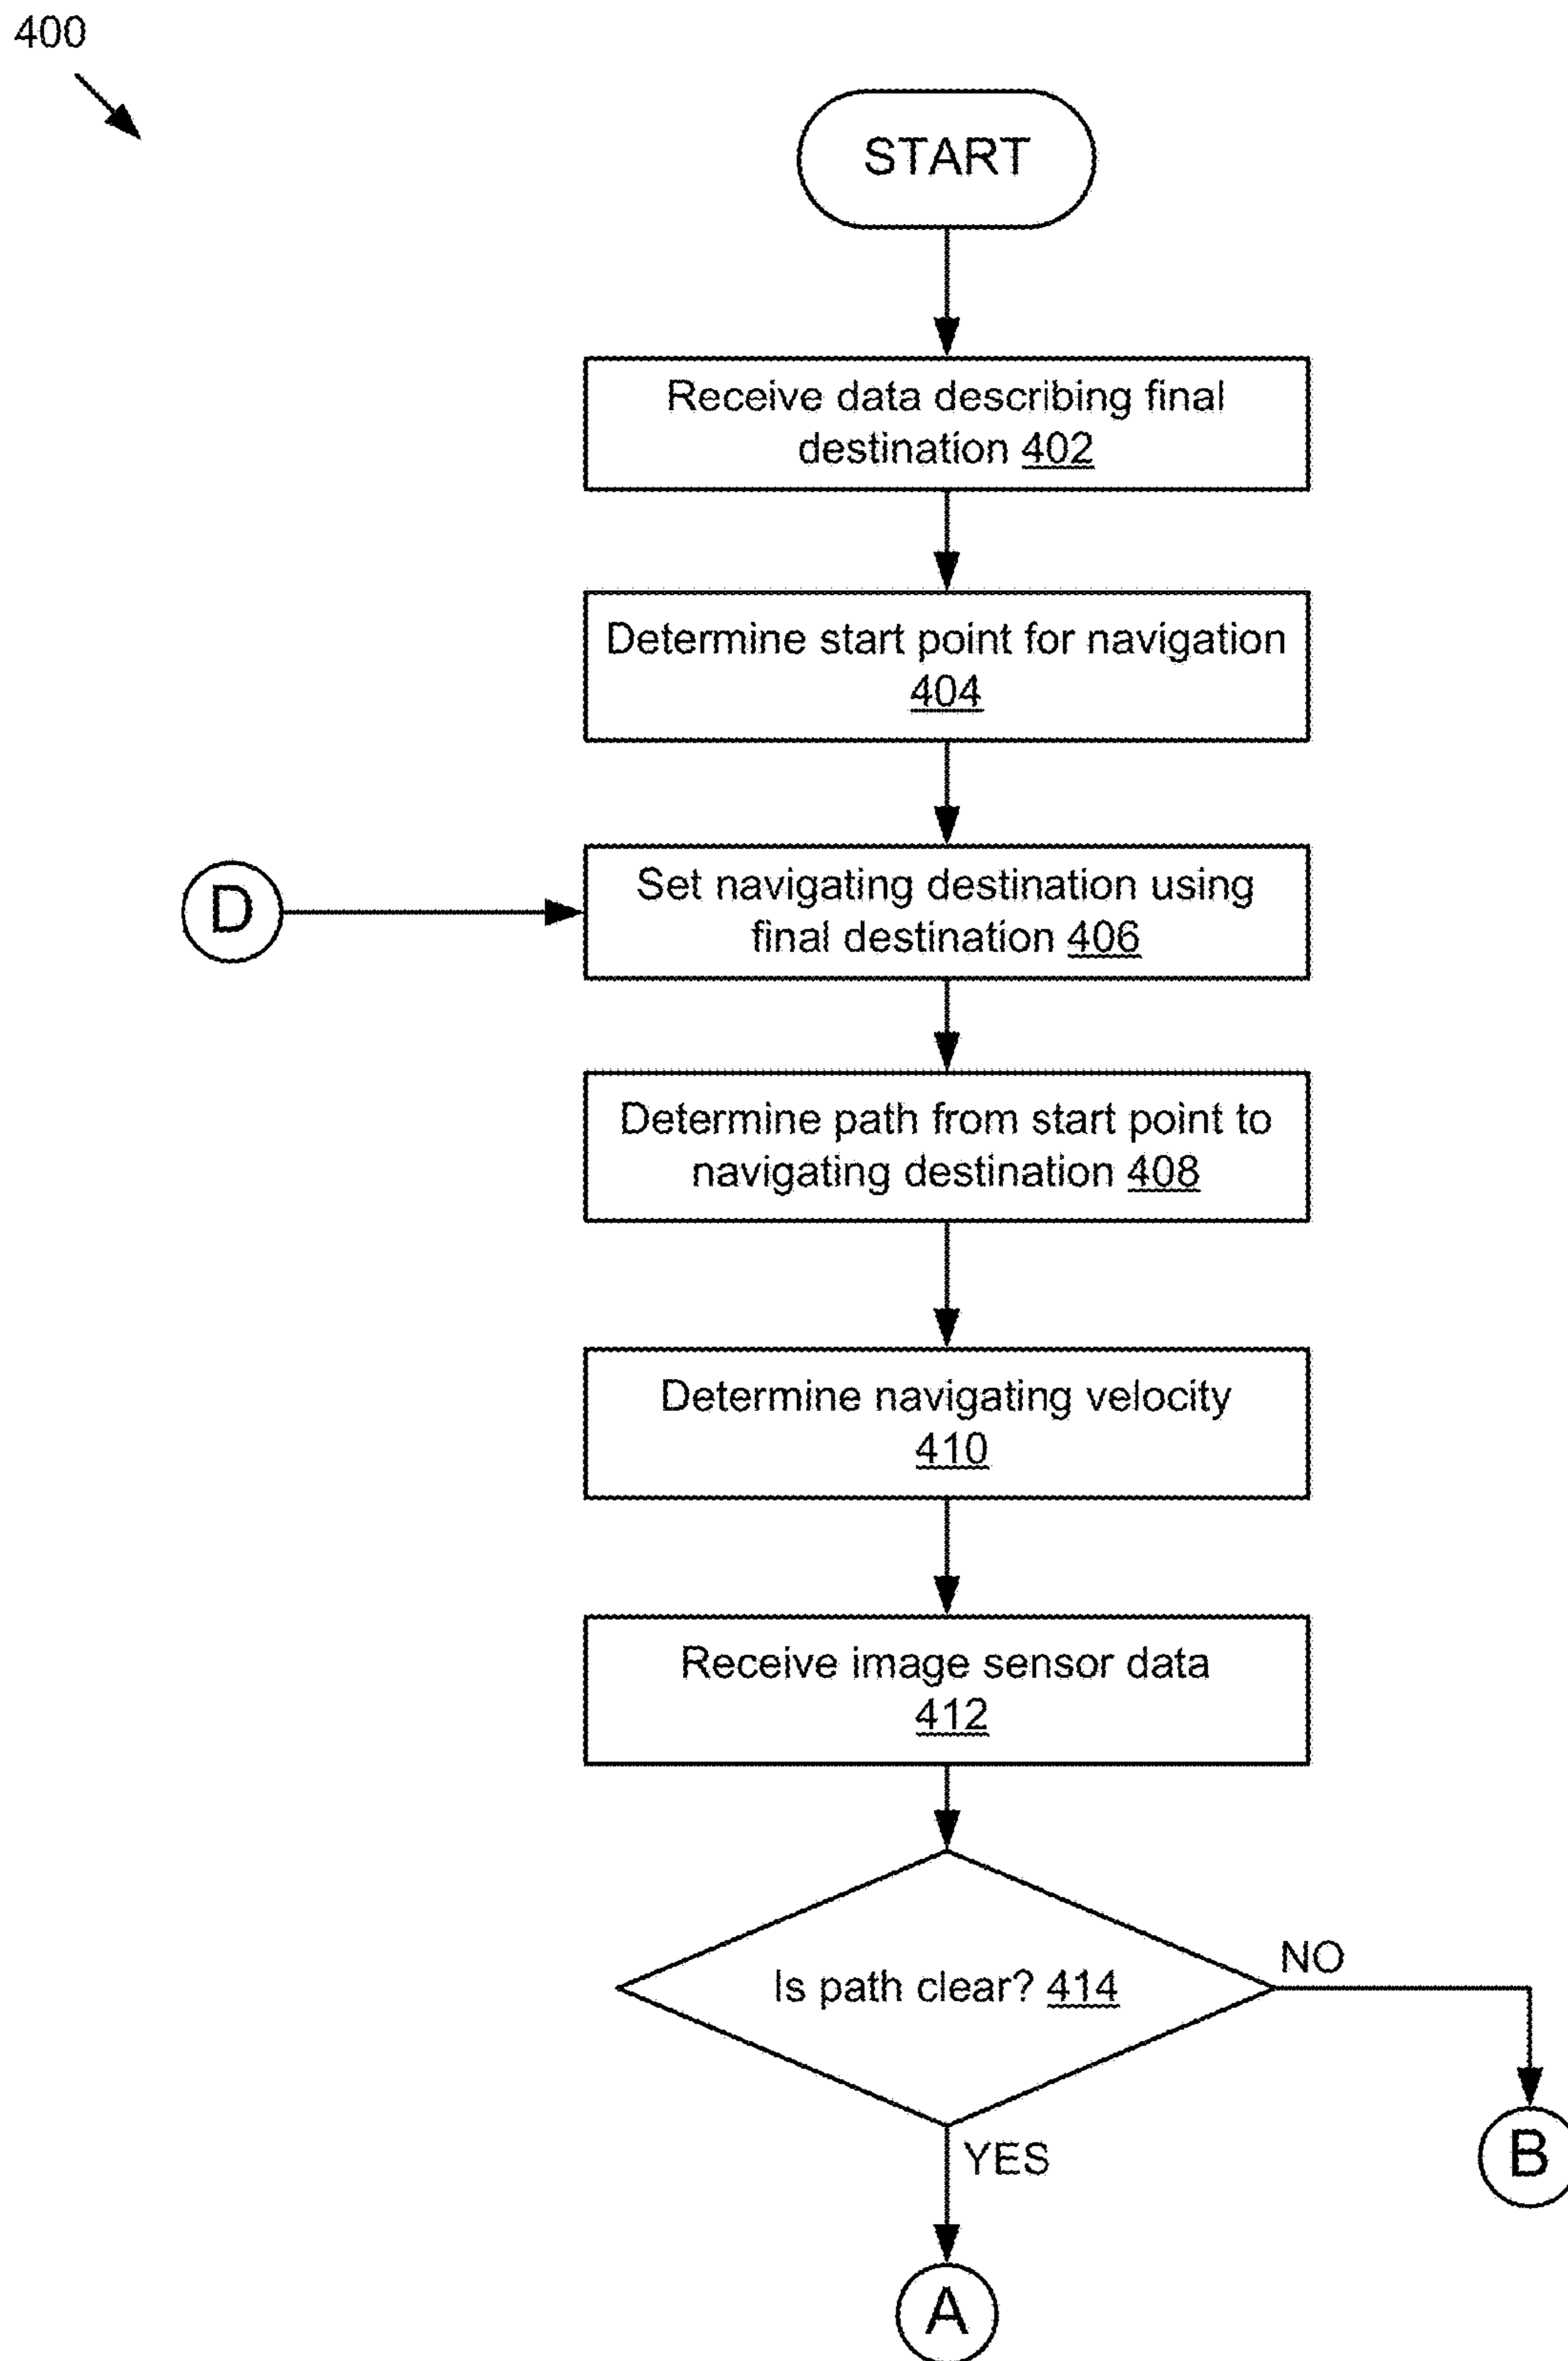 400
START
Receive data describing final
destination 402
Determine start point for navigation
404
D
Set navigating destination using
final destination 406
Determine path from start point to
navigating destination 408
Determine navigating velocity
410
Receive image sensor data
412
Is path clear? 414
NO
YES
B
A